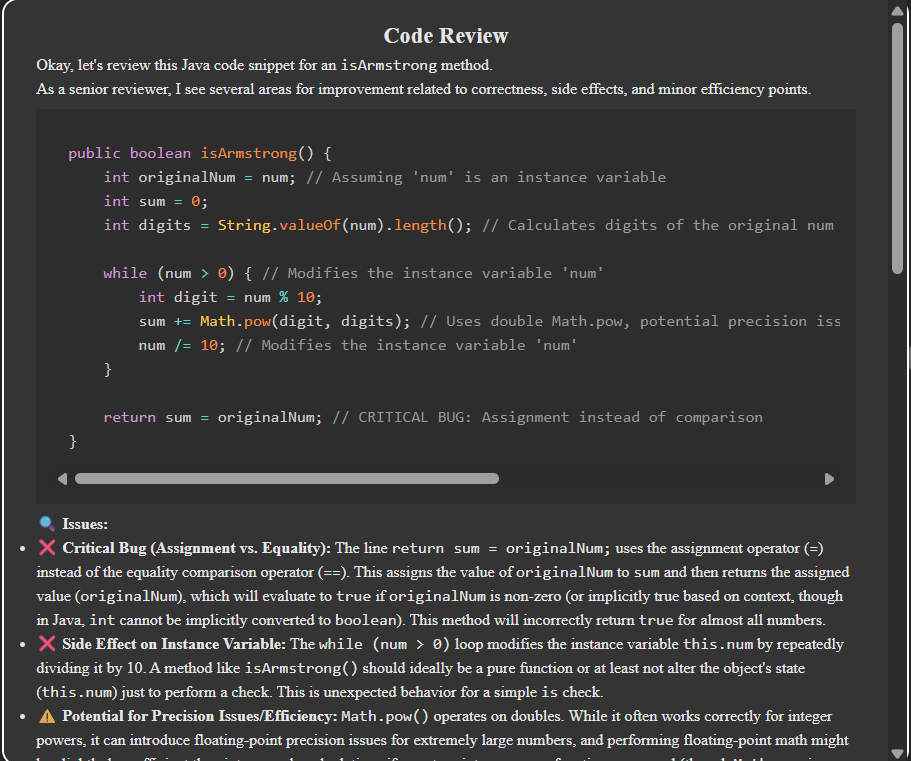 Code Review
Okay, let's review this Java code snippet for an isArmstrong method.
As a senior reviewer, I see several areas for improvement related to correctness, side effects, and minor efficiency points.
public boolean isArmstrong() {
    int originalNum = num; // Assuming 'num' is an instance variable
    int sum = 0;
    int digits = String.valueOf(num).length(); // Calculates digits of the original num
    while (num > 0) { // Modifies the instance variable 'num'
        int digit = num % 10;
        sum += Math.pow(digit, digits); // Uses double Math.pow, potential precision iss
        num /= 10; // Modifies the instance variable 'num'
    }
    return sum = originalNum; // CRITICAL BUG: Assignment instead of comparison
}
🔍 Issues:
• ❌ Critical Bug (Assignment vs. Equality): The line return sum = originalNum; uses the assignment operator (=)
instead of the equality comparison operator (==). This assigns the value of originalNum to sum and then returns the assigned
value (originalNum), which will evaluate to true if originalNum is non-zero (or implicitly true based on context, though
in Java, int cannot be implicitly converted to boolean). This method will incorrectly return true for almost all numbers.
• ❌ Side Effect on Instance Variable: The while (num > 0) loop modifies the instance variable this.num by repeatedly
dividing it by 10. A method like isArmstrong() should ideally be a pure function or at least not alter the object's state
(this.num) just to perform a check. This is unexpected behavior for a simple is check.
• ⚠️ Potential for Precision Issues/Efficiency: Math.pow() operates on doubles. While it often works correctly for integer
powers, it can introduce floating-point precision issues for extremely large numbers, and performing floating-point math might